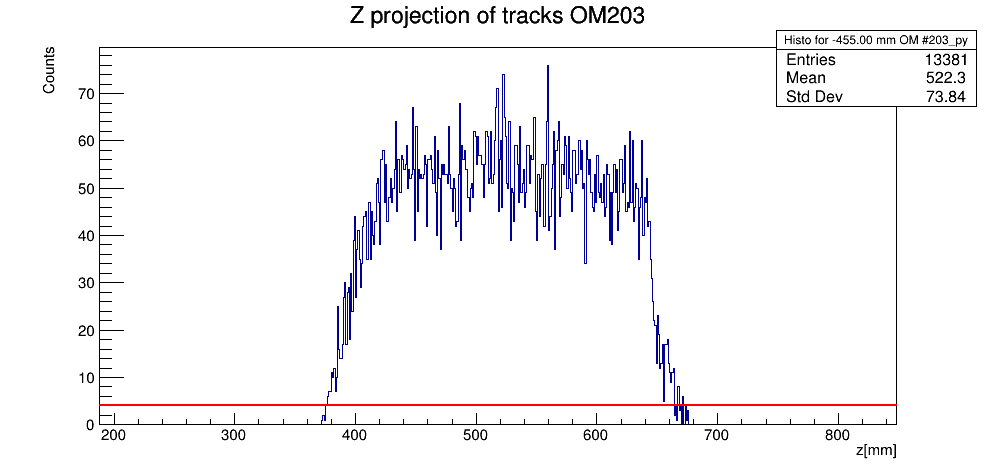 Z projection of tracks OM203
Counts
Histo for -455.00 mm OM #203_py
Entries 13381
Mean 522.3
Std Dev 73.84
70
60
50
40
30
20
10
0
200 300 400 500 600 700 800
z[mm]